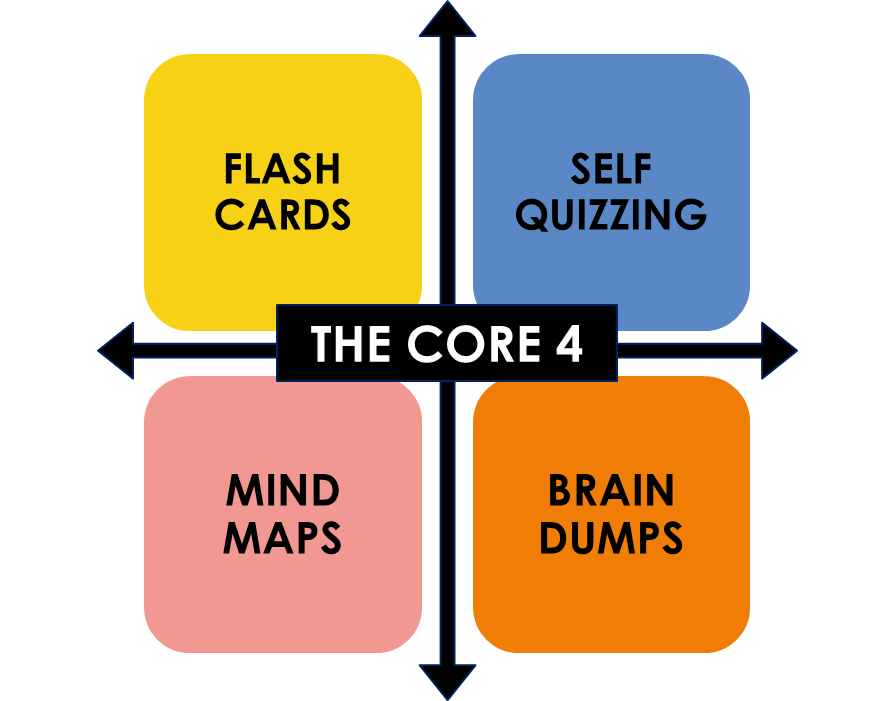 FLASH
CARDS
SELF
QUIZZING
THE CORE 4
MIND
MAPS
BRAIN
DUMPS